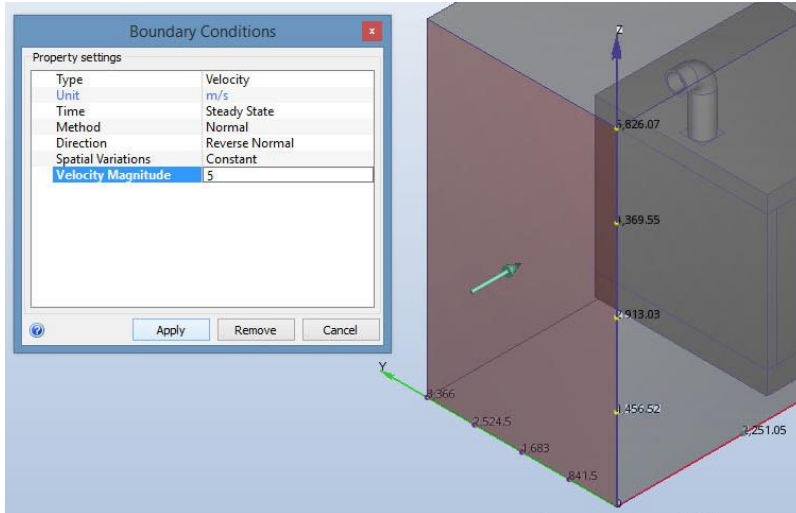 Boundary Conditions
x
Property settings
Type Velocity
Unit m/s
Time Steady State
Method Normal
Direction Reverse Normal
Spatial Variations Constant
Velocity Magnitude 5
?
Apply Remove Cancel
Z
5,826.07
4,369.55
2,913.03
Y
3,366
1,456.52
2,524.5
2,251.05
1,683
841.5
0